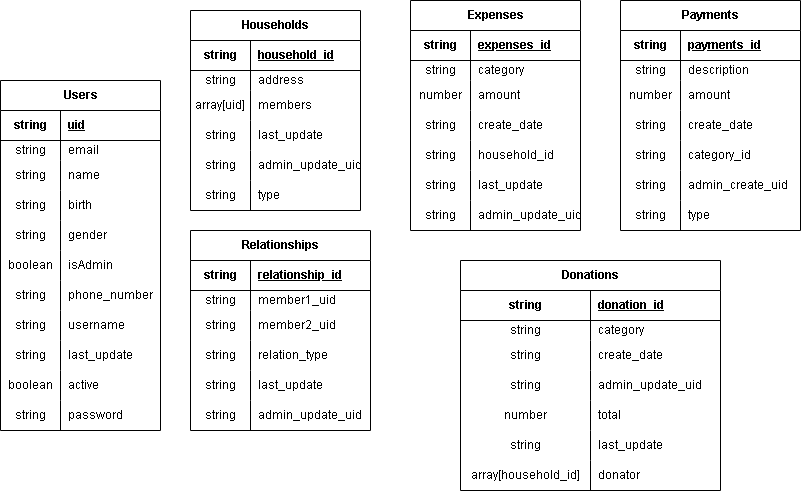 Users
string uid
string email
string name
string birth
string gender
boolean isAdmin
string phone_number
string username
string last_update
boolean active
string password
Households
string household_id
string address
array[uid] members
string last_update
string admin_update_uid
string type
Relationships
string relationship_id
string member1_uid
string member2_uid
string relation_type
string last_update
string admin_update_uid
Expenses
string expenses_id
string category
number amount
string create_date
string household_id
string last_update
string admin_update_uid
Payments
string payments_id
string description
number amount
string create_date
string category_id
string admin_create_uid
string type
Donations
string donation_id
string category
string create_date
string admin_update_uid
number total
string last_update
array[household_id] donator